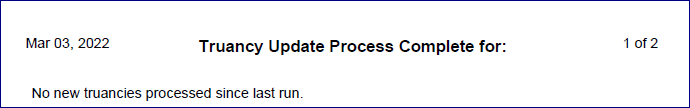 Mar 03, 2022 Truancy Update Process Complete for: 1 of 2
No new truancies processed since last run.